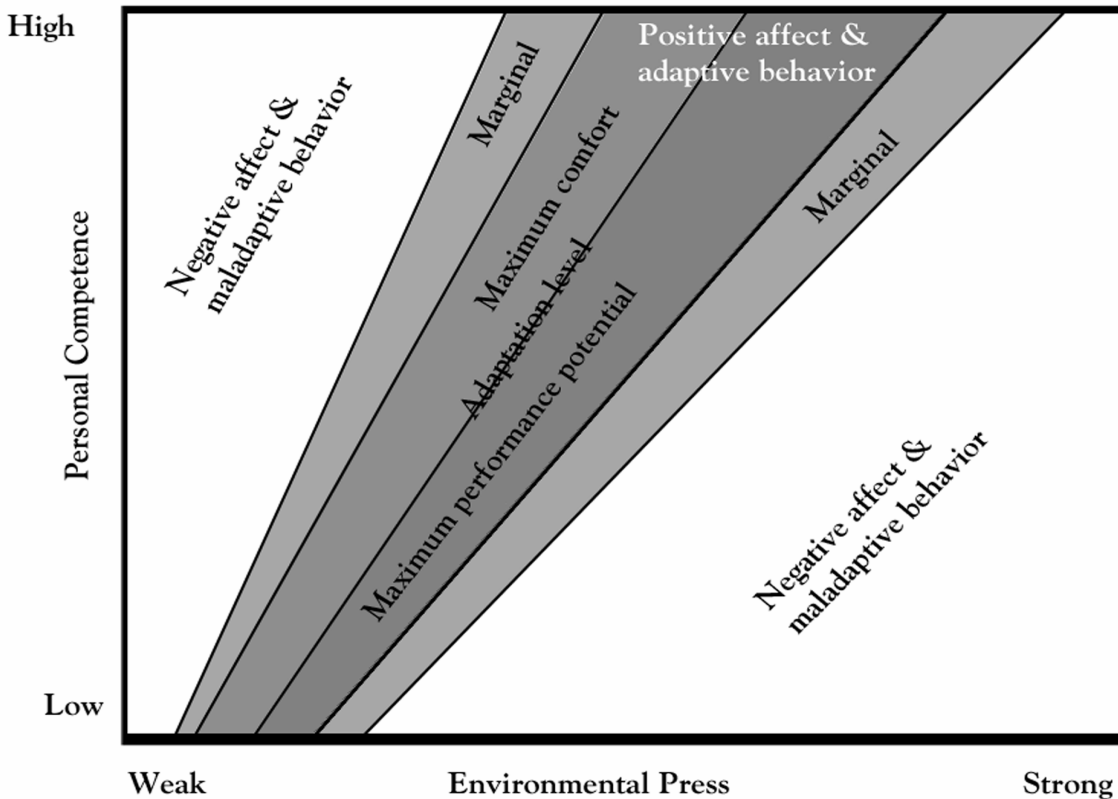 High
Positive affect &
adaptive behavior
Marginal
Negative affect &
maladaptive behavior
Maximum comfort
Marginal
Personal Competence
Adaptation level
Maximum performance potential
Negative affect &
maladaptive behavior
Low
Weak
Environmental Press
Strong